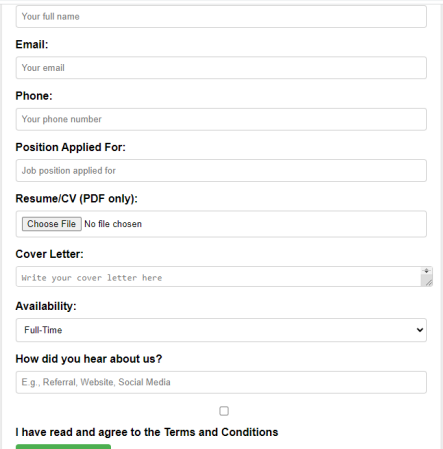 Your full name
Email:
Your email
Phone:
Your phone number
Position Applied For:
Job position applied for
Resume/CV (PDF only):
Choose File No file chosen
Cover Letter:
Write your cover letter here
Availability:
Full-Time
How did you hear about us?
E.g., Referral, Website, Social Media
I have read and agree to the Terms and Conditions